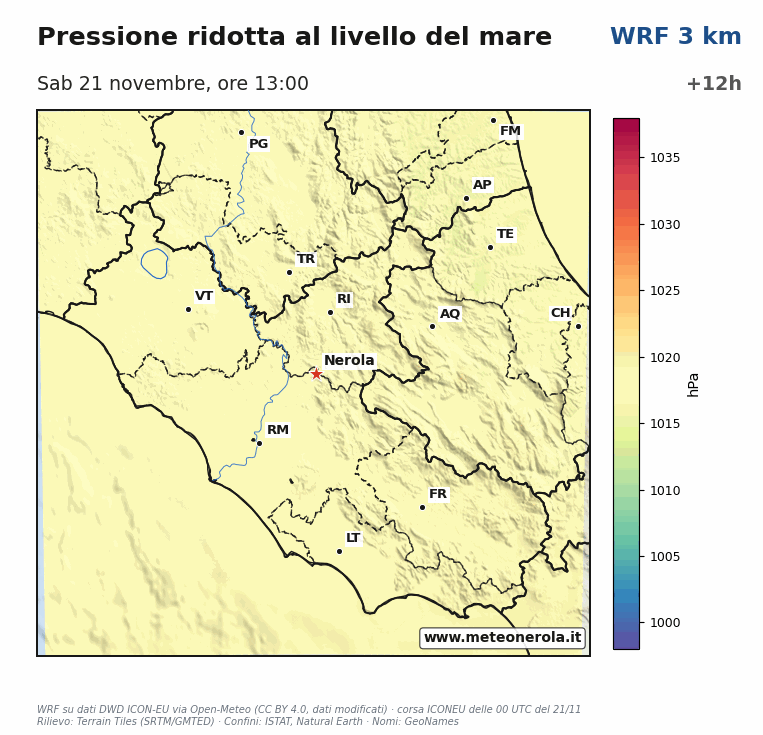 Pressione ridotta al livello del mare
WRF 3 km
Sab 21 novembre, ore 13:00
+12h
FM
PG
AP
TE
TR
RI
VT
AQ
CH
Nerola
RM
FR
LT
1035
1030
1025
1020
1015
1010
1005
1000
hPa
www.meteonerola.it
WRF su dati DWD ICON-EU via Open-Meteo (CC BY 4.0, dati modificati) · corsa ICONEU delle 00 UTC del 21/11
Rilievo: Terrain Tiles (SRTM/GMTED) · Confini: ISTAT, Natural Earth · Nomi: GeoNames